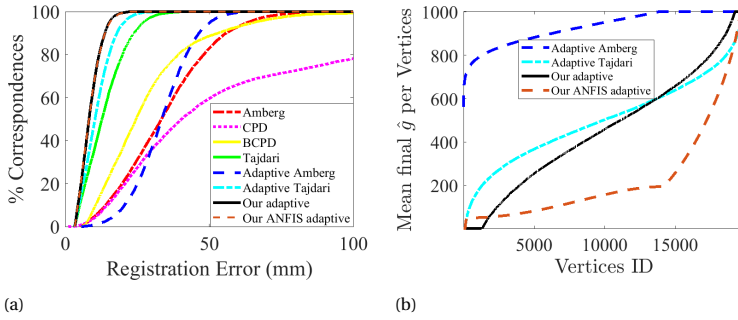 100
80
60
40
20
0
% Correspondences
0
50
100
Registration Error (mm)
Amberg
CPD
BCPD
Tajdari
Adaptive Amberg
Adaptive Tajdari
Our adaptive
Our ANFIS adaptive
(a)
1000
800
600
400
200
Mean final ĝ per Vertices
5000
10000
15000
Vertices ID
Adaptive Amberg
Adaptive Tajdari
Our adaptive
Our ANFIS adaptive
(b)